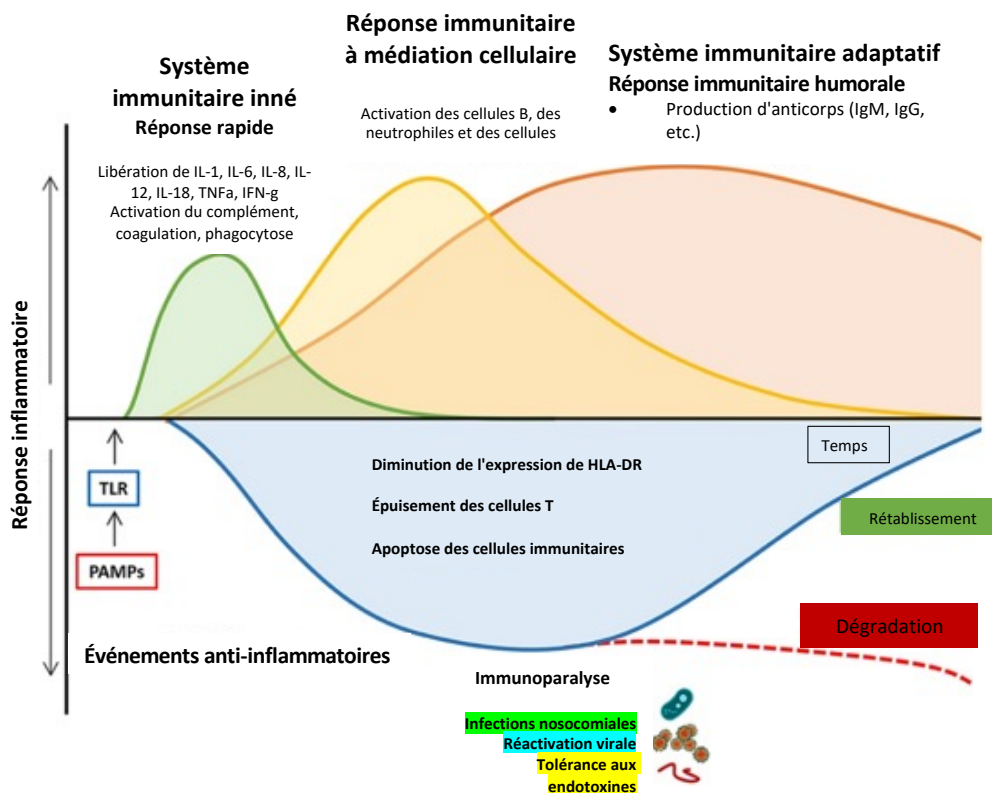 Système
immunitaire inné
Réponse rapide
Libération de IL-1, IL-6, IL-8, IL-
12, IL-18, TNFa, IFN-g
Activation du complément,
coagulation, phagocytose
Réponse immunitaire
à médiation cellulaire
Activation des cellules B, des
neutrophiles et des cellules
Système immunitaire adaptatif
Réponse immunitaire humorale
• Production d'anticorps (IgM, IgG,
etc.)
Réponse inflammatoire
TLR
PAMPs
Temps
Diminution de l'expression de HLA-DR
Épuisement des cellules T
Apoptose des cellules immunitaires
Rétablissement
Dégradation
Événements anti-inflammatoires
Immunoparalyse
Infections nosocomiales
Réactivation virale
Tolérance aux
endotoxines